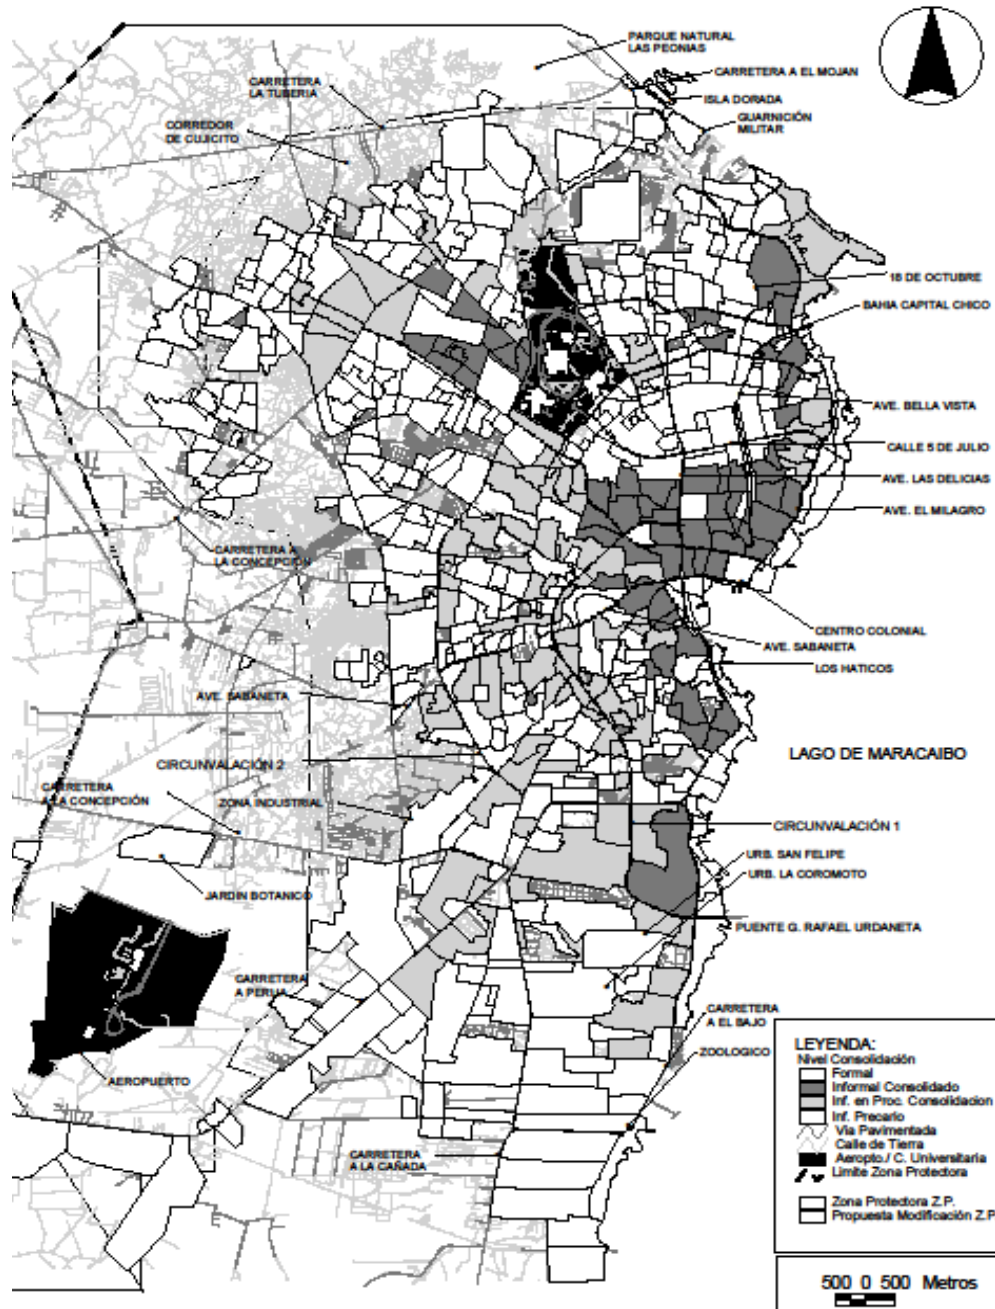 PARQUE NATURAL
LAS PEONIAS
CARRETERA A EL MOJAN
ISLA DORADA
GUARNICIÓN
MILITAR
CARRETERA
LA TUBERIA
CORREDOR
DE CUJICITO
18 DE OCTUBRE
BAHIA CAPITAL CHICO
AVE. BELLA VISTA
CALLE 5 DE JULIO
AVE. LAS DELICIAS
AVE. EL MILAGRO
CARRETERA A
LA CONCEPCIÓN
CENTRO COLONIAL
AVE. SABANETA
LOS HATICOS
AVE. SABANETA
LAGO DE MARACAIBO
CIRCUNVALACIÓN 2
CARRETERA
A LA CONCEPCIÓN
ZONA INDUSTRIAL
CIRCUNVALACIÓN 1
URB. SAN FELIPE
URB. LA COROMOTO
JARDIN BOTANICO
PUENTE G. RAFAEL URDANETA
CARRETERA
A PERIJA
CARRETERA
A EL BAJO
ZOOLOGICO
AEROPUERTO
CARRETERA
A LA CAÑADA
LEYENDA:
Nivel Consolidación
Formal
Informal Consolidado
Inf. en Proc. Consolidacion
Inf. Precario
Via Pavimentada
Calle de Tierra
Aeropto./ C. Universitaria
Limite Zona Protectora
Zona Protectora Z.P.
Propuesta Modificación Z.P
500 0 500 Metros